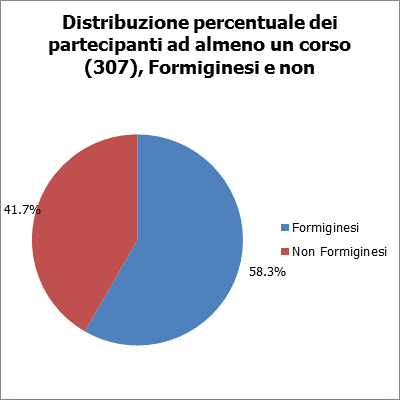 Distribuzione percentuale dei
partecipanti ad almeno un corso
(307), Formiginesi e non
41.7%
Formiginesi
Non Formiginesi
58.3%